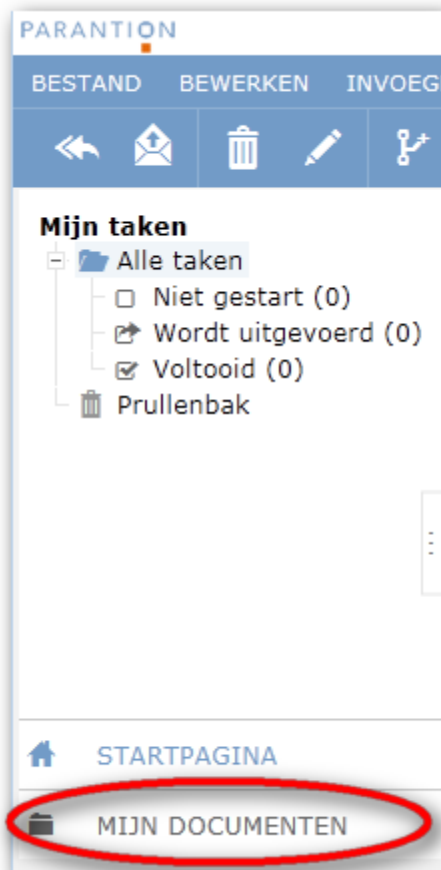 PARANTION
BESTAND BEWERKEN INVOEG
Mijn taken
Alle taken
Niet gestart (0)
Wordt uitgevoerd (0)
Voltooid (0)
Prullenbak
STARTPAGINA
MIJN DOCUMENTEN